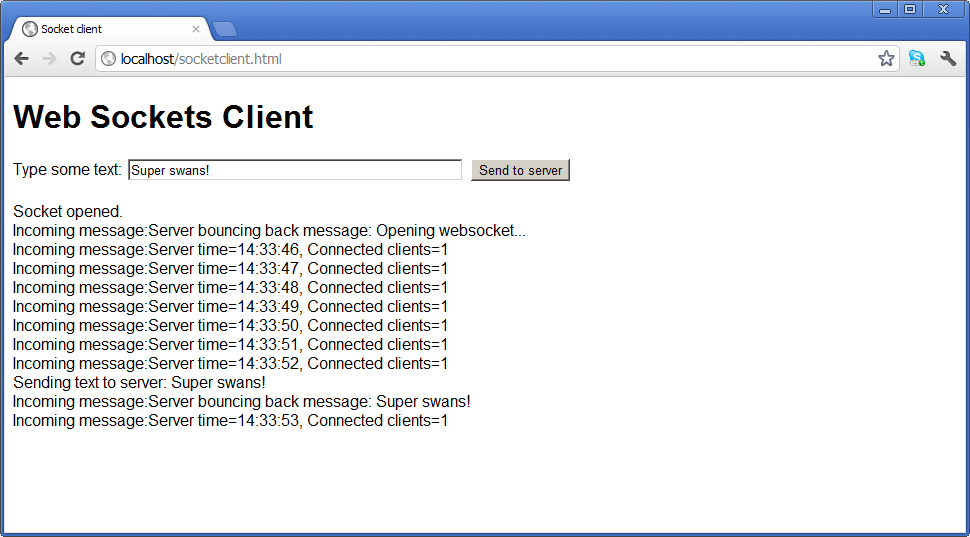 Socket client
localhost/socketclient.html
Web Sockets Client
Type some text: Super swans! Send to server
Socket opened.
Incoming message:Server bouncing back message: Opening websocket...
Incoming message:Server time=14:33:46, Connected clients=1
Incoming message:Server time=14:33:47, Connected clients=1
Incoming message:Server time=14:33:48, Connected clients=1
Incoming message:Server time=14:33:49, Connected clients=1
Incoming message:Server time=14:33:50, Connected clients=1
Incoming message:Server time=14:33:51, Connected clients=1
Incoming message:Server time=14:33:52, Connected clients=1
Sending text to server: Super swans!
Incoming message:Server bouncing back message: Super swans!
Incoming message:Server time=14:33:53, Connected clients=1